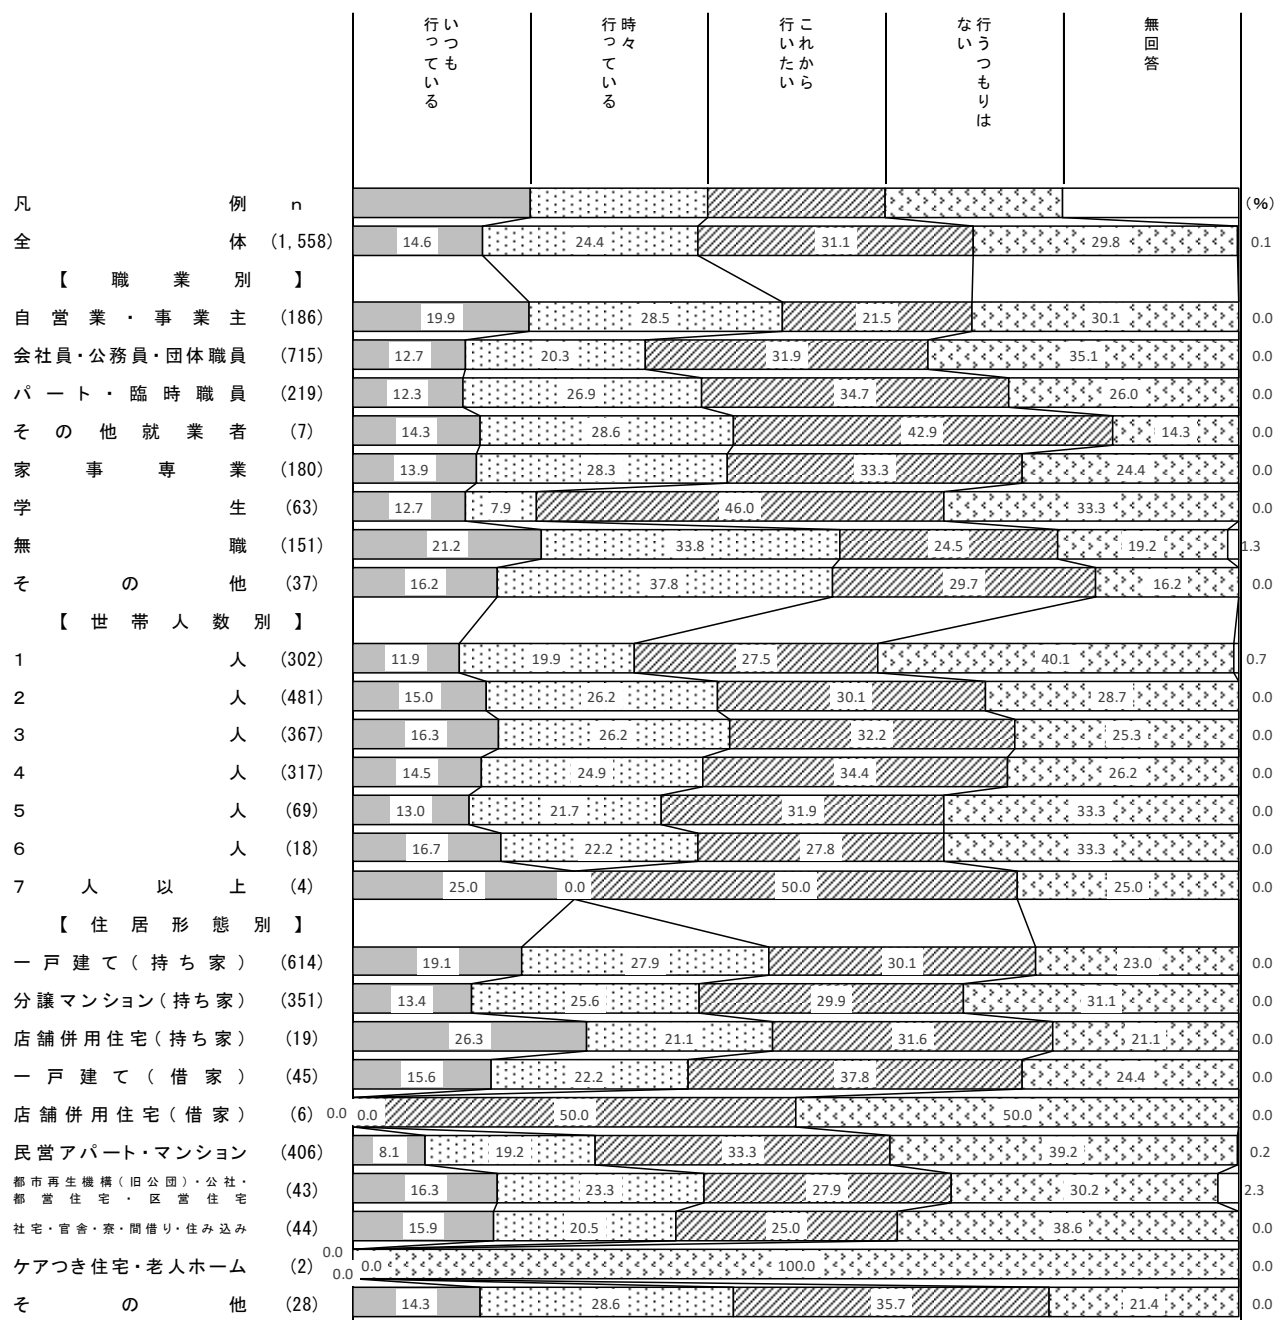 いつも
行っている
時々
行っている
これから
行いたい
行うつもりは
ない
無回答
凡例 n (%)
全体 (1,558) 14.6 24.4 31.1 29.8 0.1
【職業別】
自営業・事業主 (186) 19.9 28.5 21.5 30.1 0.0
会社員・公務員・団体職員 (715) 12.7 20.3 31.9 35.1 0.0
パート・臨時職員 (219) 12.3 26.9 34.7 26.0 0.0
その他就業者 (7) 14.3 28.6 42.9 14.3 0.0
家事専業 (180) 13.9 28.3 33.3 24.4 0.0
学生 (63) 12.7 7.9 46.0 33.3 0.0
無職 (151) 21.2 33.8 24.5 19.2 1.3
その他 (37) 16.2 37.8 29.7 16.2 0.0
【世帯人数別】
1人 (302) 11.9 19.9 27.5 40.1 0.7
2人 (481) 15.0 26.2 30.1 28.7 0.0
3人 (367) 16.3 26.2 32.2 25.3 0.0
4人 (317) 14.5 24.9 34.4 26.2 0.0
5人 (69) 13.0 21.7 31.9 33.3 0.0
6人 (18) 16.7 22.2 27.8 33.3 0.0
7人以上 (4) 25.0 0.0 50.0 25.0 0.0
【住居形態別】
一戸建て(持ち家) (614) 19.1 27.9 30.1 23.0 0.0
分譲マンション(持ち家) (351) 13.4 25.6 29.9 31.1 0.0
店舗併用住宅(持ち家) (19) 26.3 21.1 31.6 21.1 0.0
一戸建て(借家) (45) 15.6 22.2 37.8 24.4 0.0
店舗併用住宅(借家) (6) 0.0 0.0 50.0 50.0 0.0
民営アパート・マンション (406) 8.1 19.2 33.3 39.2 0.2
都市再生機構(旧公団)・公社・
都営住宅・区営住宅 (43) 16.3 23.3 27.9 30.2 2.3
社宅・官舎・寮・間借り・住み込み (44) 15.9 20.5 25.0 38.6 0.0
ケアつき住宅・老人ホーム (2) 0.0 0.0 0.0 100.0 0.0
その他 (28) 14.3 28.6 35.7 21.4 0.0